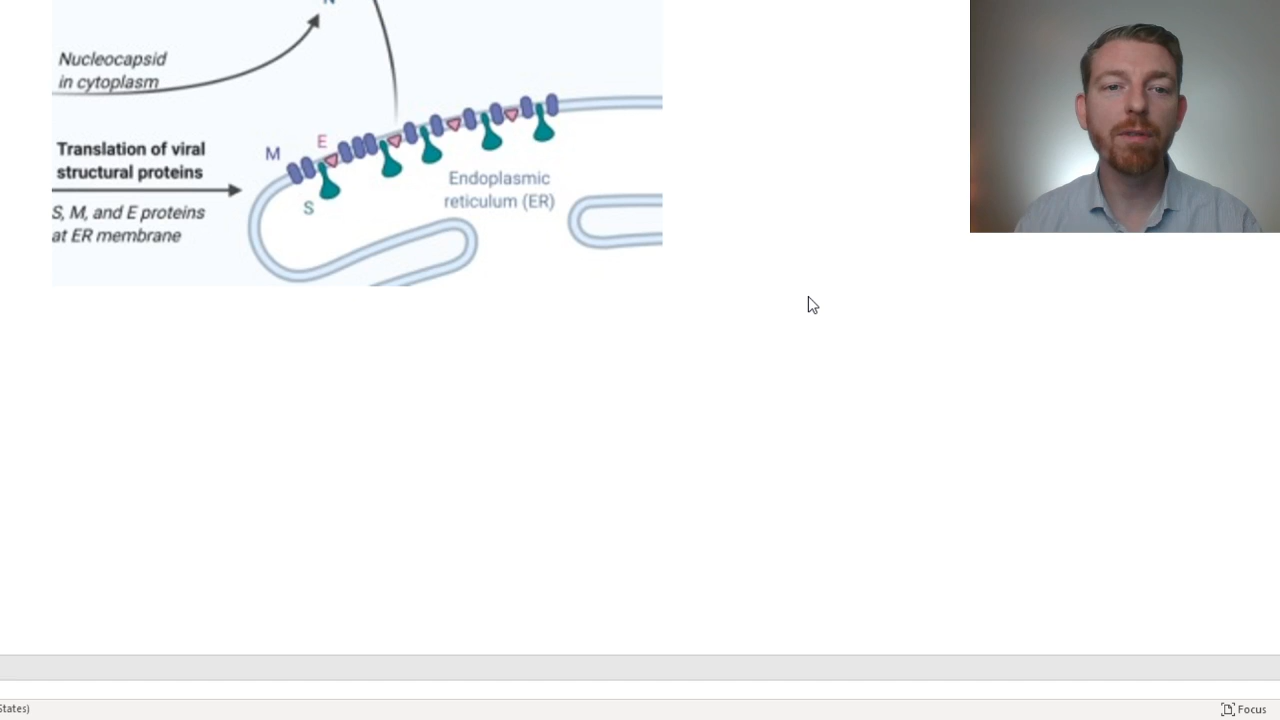 N
Nucleocapsid
in cytoplasm
Translation of viral
structural proteins
S, M, and E proteins
at ER membrane
M
E
S
Endoplasmic
reticulum (ER)
States)
Focus